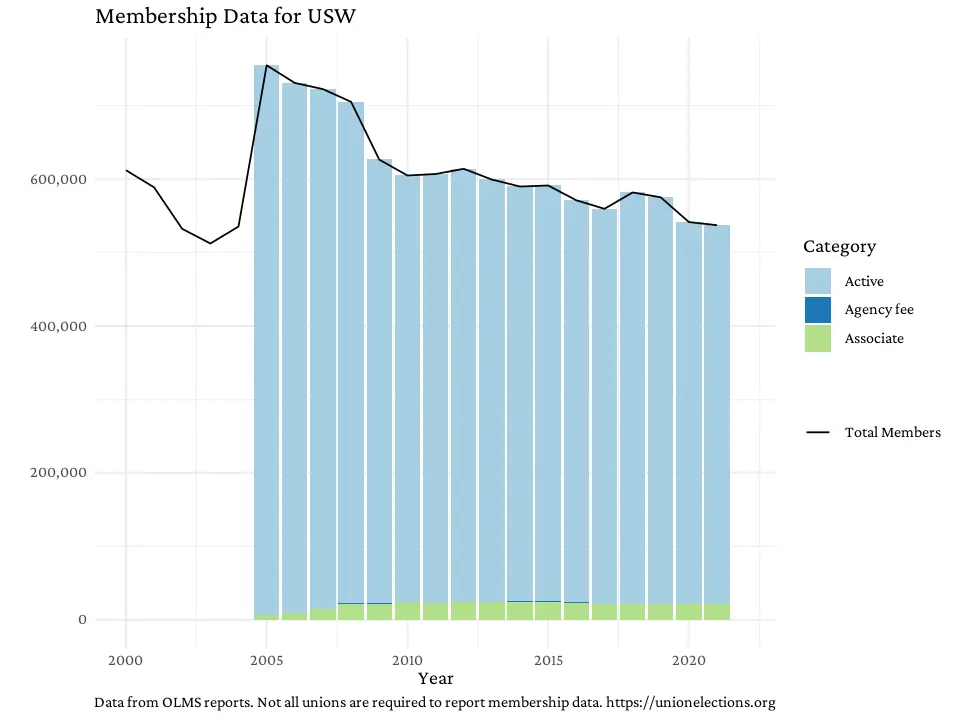 Membership Data for USW
600,000
400,000
200,000
0
2000 2005 2010 2015 2020
Year
Category
Active
Agency fee
Associate
Total Members
Data from OLMS reports. Not all unions are required to report membership data. https://unionelections.org